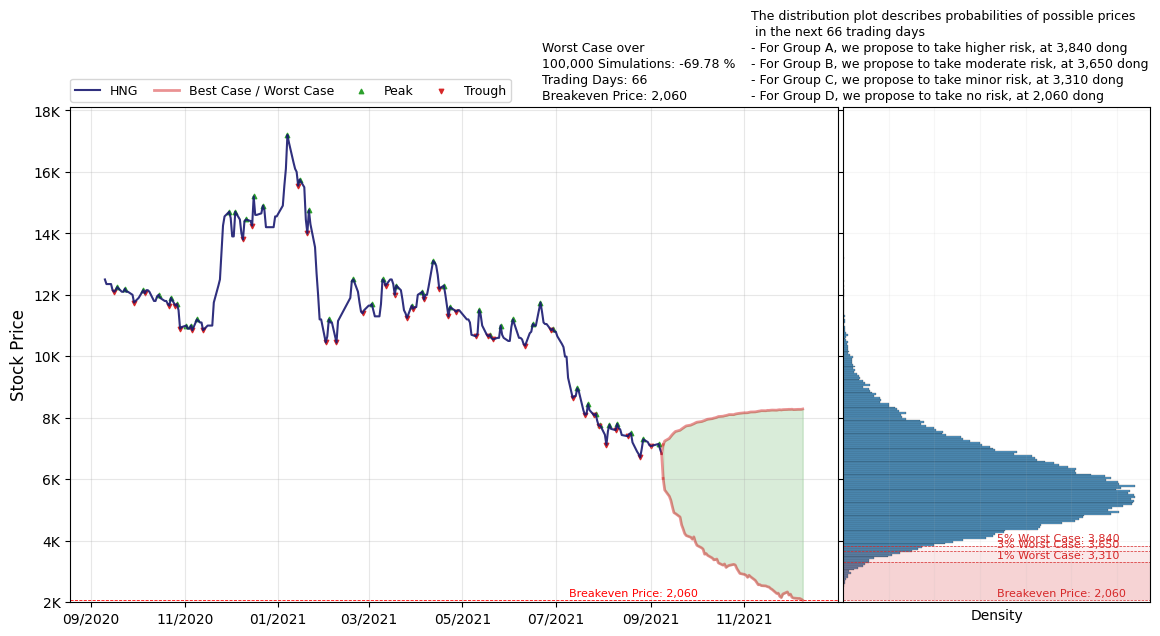 The distribution plot describes probabilities of possible prices
in the next 66 trading days
- For Group A, we propose to take higher risk, at 3,840 dong
- For Group B, we propose to take moderate risk, at 3,650 dong
- For Group C, we propose to take minor risk, at 3,310 dong
- For Group D, we propose to take no risk, at 2,060 dong
Worst Case over
100,000 Simulations: -69.78 %
Trading Days: 66
Breakeven Price: 2,060
HNG
Best Case / Worst Case
Peak
Trough
Stock Price
18K
16K
14K
12K
10K
8K
6K
4K
2K
Breakeven Price: 2,060
09/2020
11/2020
01/2021
03/2021
05/2021
07/2021
09/2021
11/2021
5% Worst Case: 3,840
3% Worst Case: 3,650
1% Worst Case: 3,310
Breakeven Price: 2,060
Density